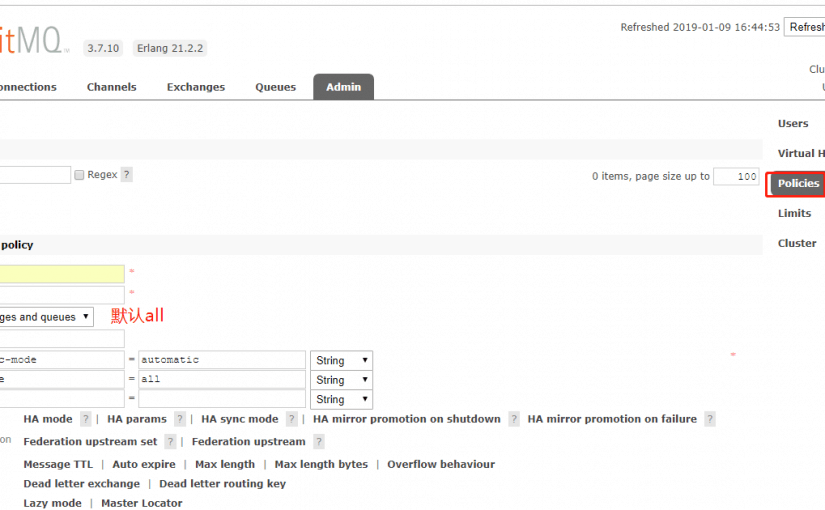 itMQ 3.7.10 Erlang 21.2.2
Refreshed 2019-01-09 16:44:53 Refresh
Clu
onnections Channels Exchanges Queues Admin
Users
Virtual H
Regex ? 0 items, page size up to 100
Policies
Limits
policy
Cluster
*
*
ges and queues 默认all
c-mode = automatic String *
e = all String
= String
HA mode ? | HA params ? | HA sync mode ? | HA mirror promotion on shutdown ? HA mirror promotion on failure ?
on Federation upstream set ? | Federation upstream ?
Message TTL | Auto expire | Max length | Max length bytes | Overflow behaviour
Dead letter exchange | Dead letter routing key
Lazy mode | Master Locator